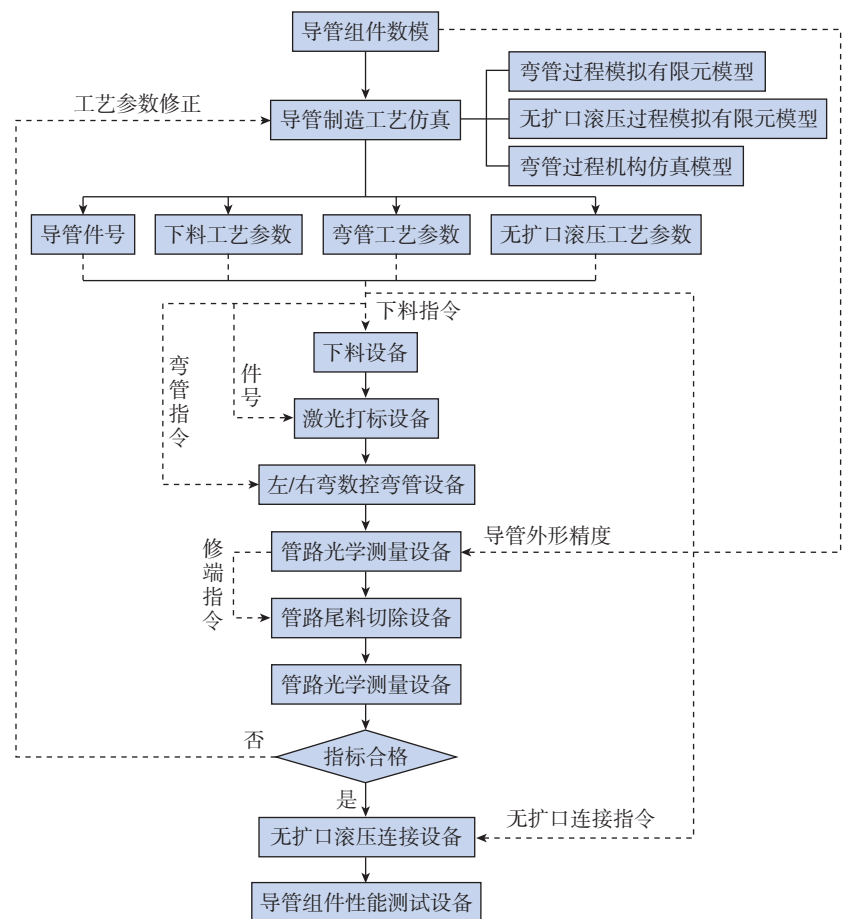 导管组件数模
弯管过程模拟有限元模型
工艺参数修正
导管制造工艺仿真
无扩口滚压过程模拟有限元模型
弯管过程机构仿真模型
导管件号
下料工艺参数
弯管工艺参数
无扩口滚压工艺参数
下料指令
下料设备
弯管指令
件号
激光打标设备
左/右弯数控弯管设备
导管外形精度
管路光学测量设备
修端指令
管路尾料切除设备
管路光学测量设备
否
指标合格
是
无扩口连接指令
无扩口滚压连接设备
导管组件性能测试设备